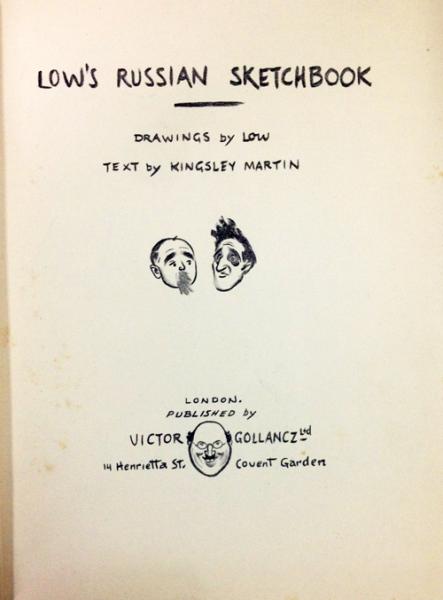 LOW'S RUSSIAN SKETCHBOOK
DRAWINGS by LOW
TEXT by KINGSLEY MARTIN
LONDON.
PUBLISHED by
VICTOR GOLLANCZ Ltd
14 Henrietta St. Covent Garden